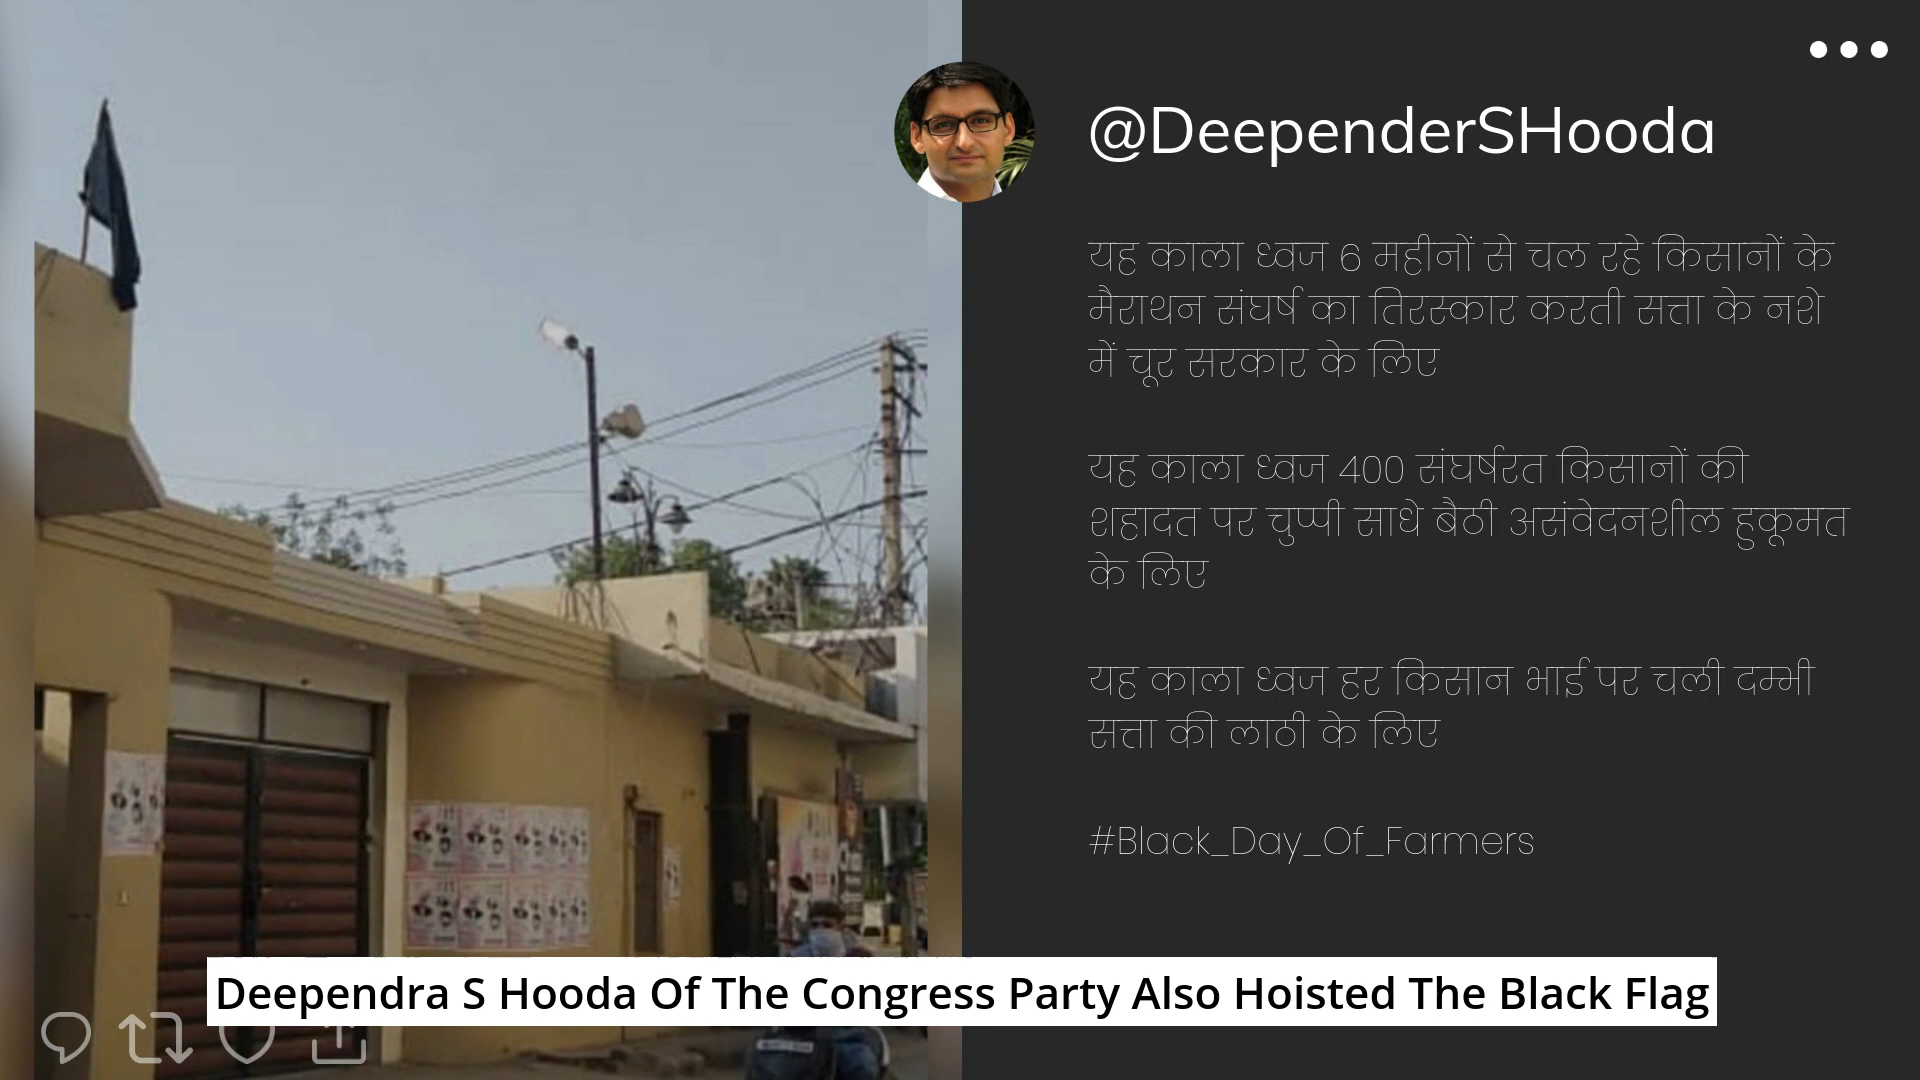 @DeependerSHooda
यह काला ध्वज 6 महीनों से चल रहे किसानों के
मैराथन संघर्ष का तिरस्कार करती सत्ता के नशे
में चूर सरकार के लिए
यह काला ध्वज 400 संघर्षरत किसानों की
शहादत पर चुप्पी साधे बैठी असंवेदनशील हुकूमत
के लिए
यह काला ध्वज हर किसान भाई पर चली दम्भी
सत्ता की लाठी के लिए
#Black_Day_Of_Farmers
Deependra S Hooda Of The Congress Party Also Hoisted The Black Flag